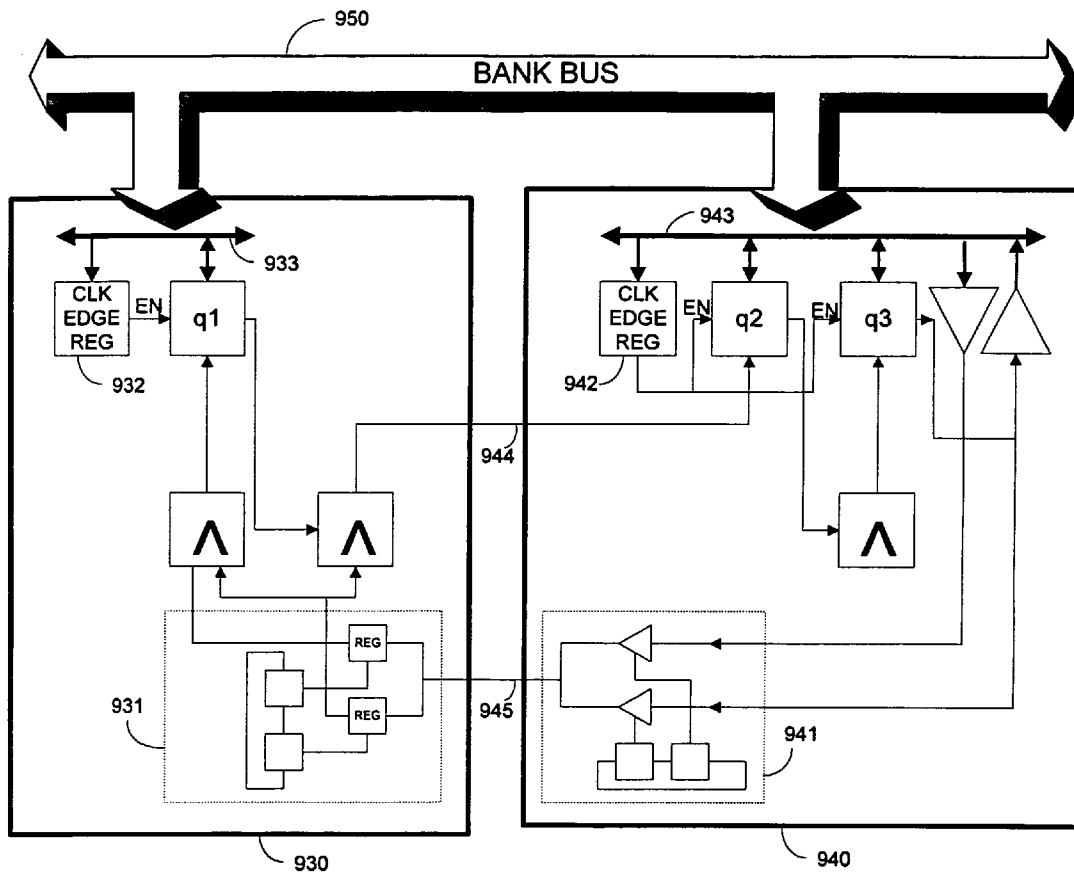 950
BANK BUS
933
943
CLK
EDGE
REG
EN
q1
CLK
EDGE
REG
EN
q2
EN
q3
932
942
944
Λ
Λ
Λ
931
REG
REG
945
941
930
940